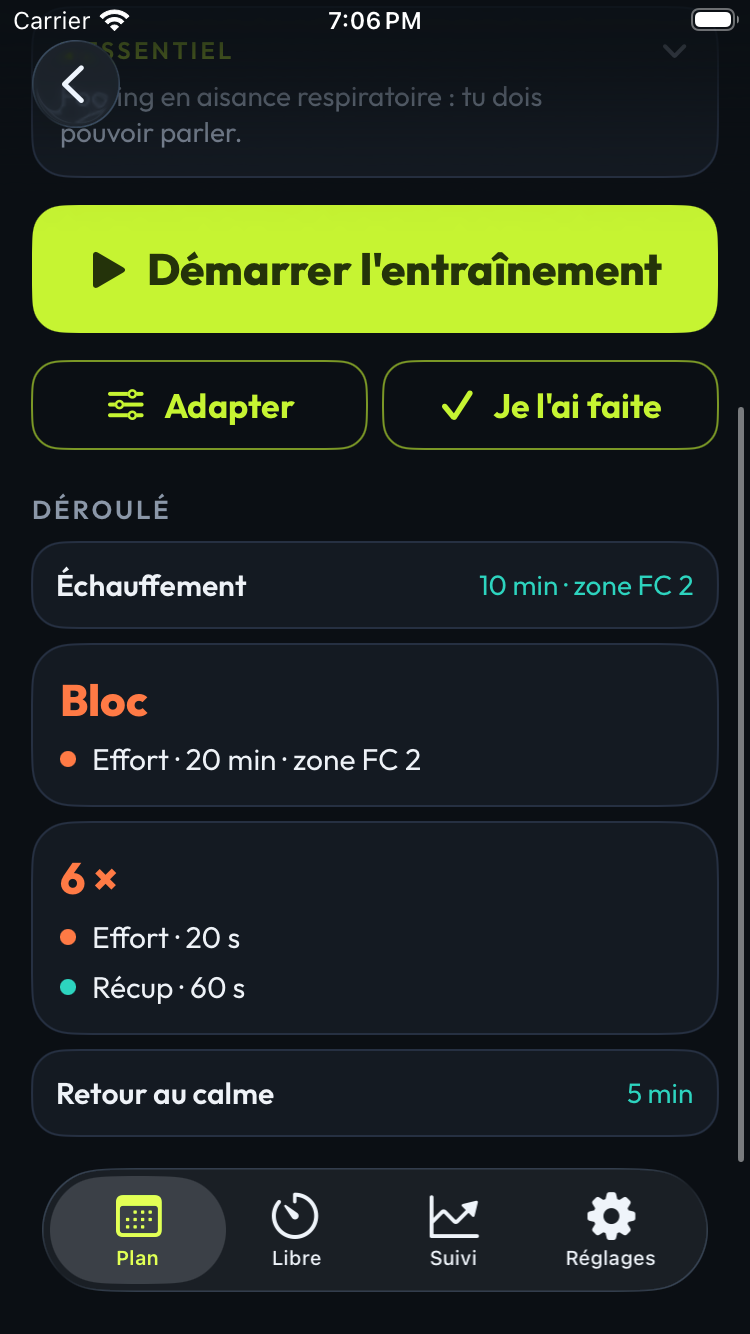 Carrier
7:06 PM
ESSENTIEL
en aisance respiratoire : tu dois
pouvoir parler.
Démarrer l'entraînement
Adapter
Je l'ai faite
DÉROULÉ
Échauffement
10 min · zone FC 2
Bloc
Effort · 20 min · zone FC 2
6 ×
Effort · 20 s
Récup · 60 s
Retour au calme
5 min
Plan
Libre
Suivi
Réglages